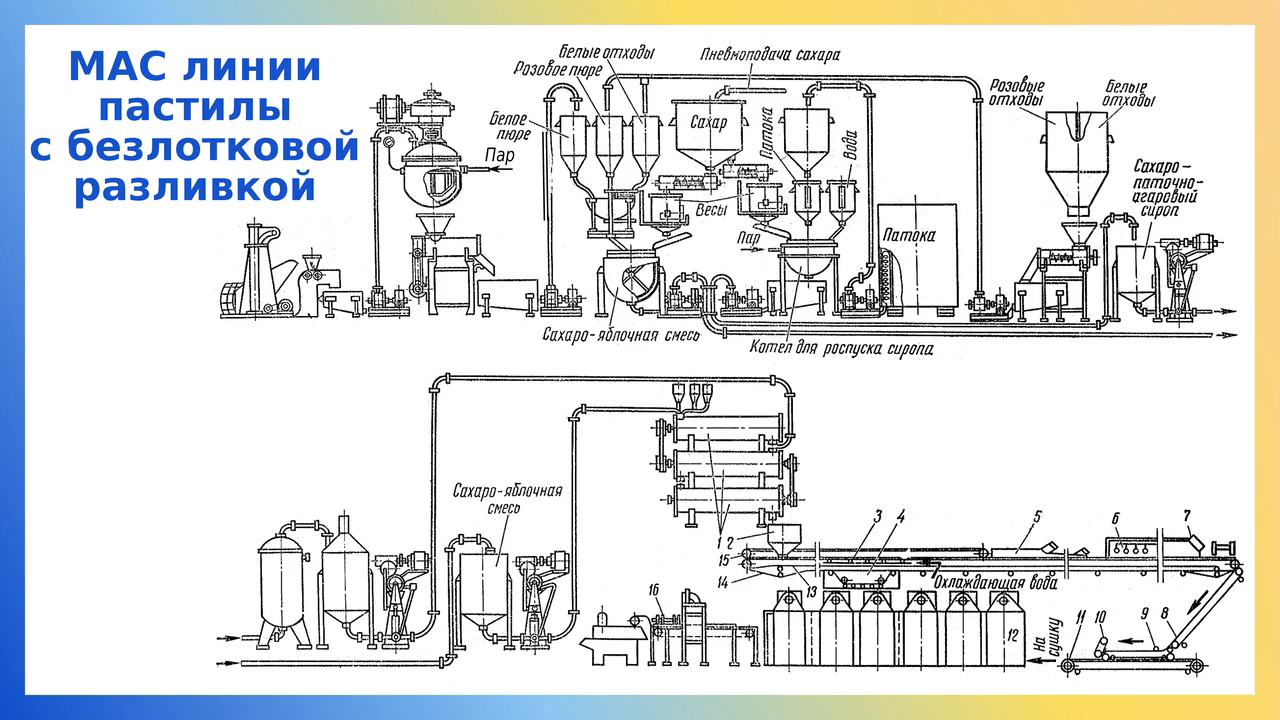 МАС линии
пастилы
с безлотковой
разливкой
Белые отходы
Розовое пюре
Белое
пюре
Пар
Пневмоподача сахара
Сахар
Патока
Вода
Весы
Пар
Патока
Розовые
отходы
Белые
отходы
Сахаро-
паточно-
агаровый
сироп
Сахаро-яблочная смесь
Котел для роспуска сиропа
Сахаро-яблочная
смесь
1 2
3 4 5 6 7
15
14
13
Охлаждающая вода
16
12
На
сушку
11 10 9 8